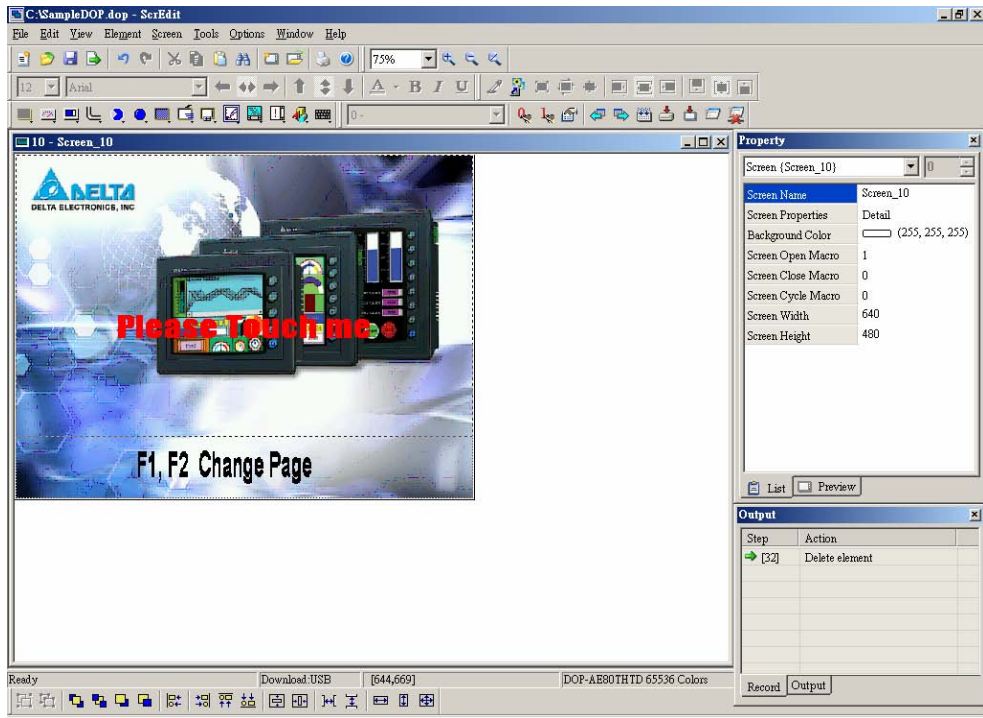 C:\SampleDOP.dop - ScrEdit
File Edit View Element Screen Tools Options Window Help
75%
12 Arial
A - B I U
0 -
10 - Screen_10
DELTA
DELTA ELECTRONICS, INC
Please Touch me
F1, F2 Change Page
Property
Screen {Screen_10} 0
Screen Name Screen_10
Screen Properties Detail
Background Color (255, 255, 255)
Screen Open Macro 1
Screen Close Macro 0
Screen Cycle Macro 0
Screen Width 640
Screen Height 480
List Preview
Output
Step Action
[32] Delete element
Record Output
Ready Download:USB [644,669] DOP-AE80THTD 65536 Colors